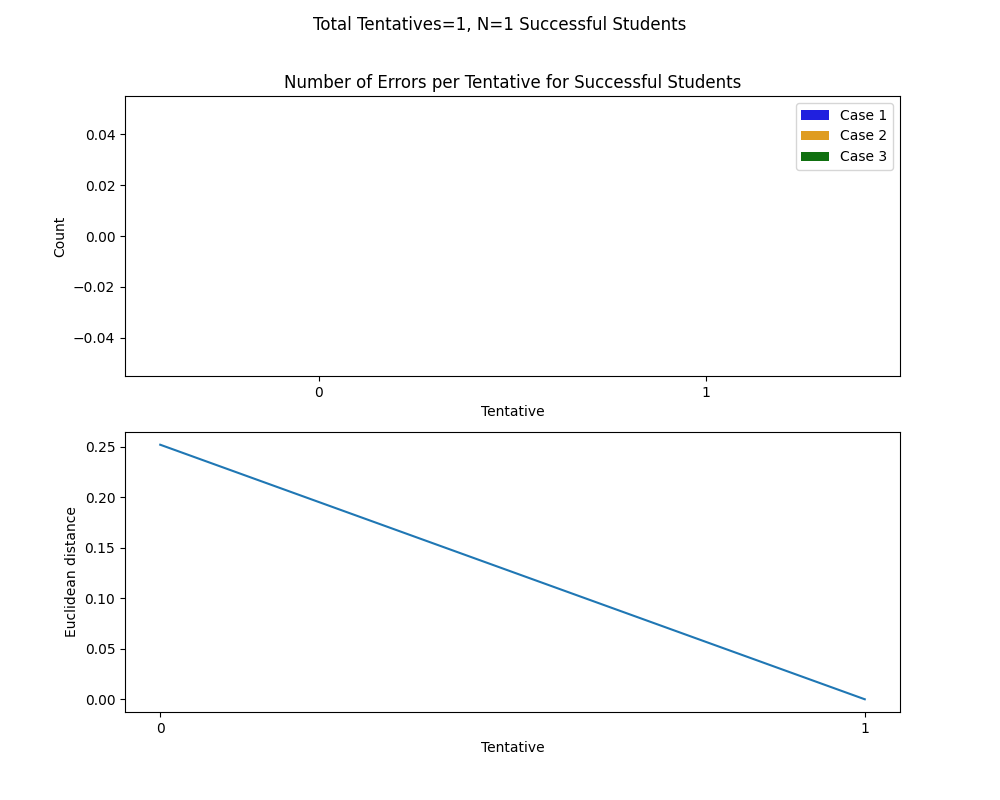 Total Tentatives=1, N=1 Successful Students
Number of Errors per Tentative for Successful Students
Case 1
Case 2
Case 3
0.04
0.02
0.00
−0.02
−0.04
Count
0 1
Tentative
0.25
0.20
0.15
0.10
0.05
0.00
Euclidean distance
0 1
Tentative